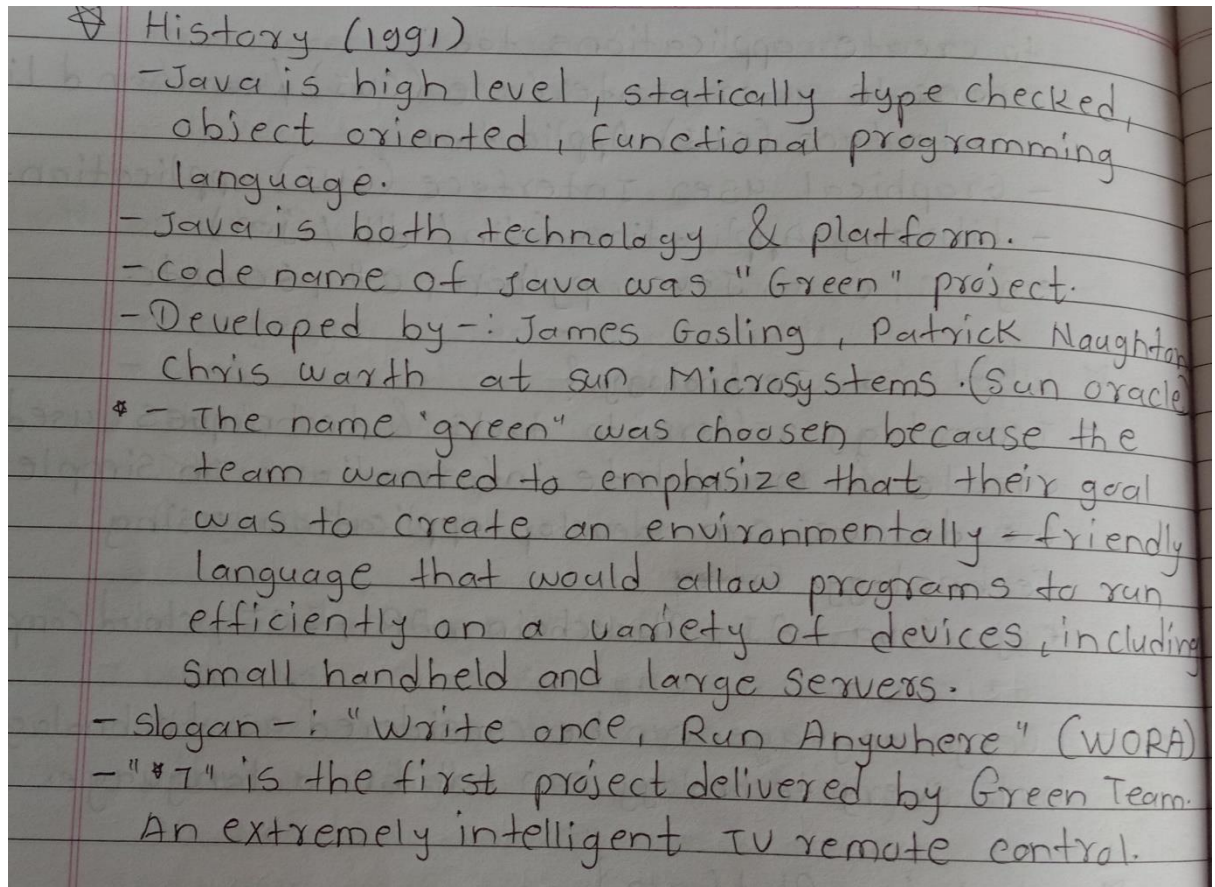 ☆ History (1991)
- Java is high level, statically type checked,
object oriented, Functional programming
language.
- Java is both technology & platform.
- code name of Java was "Green" project.
- Developed by -: James Gosling, Patrick Naughton
Chris warth at sun Microsystems. (Sun oracle)
* - The name "green" was choosen because the
team wanted to emphasize that their goal
was to create an environmentally-friendly
language that would allow programs to run
efficiently on a variety of devices, including
small handheld and large servers.
- Slogan -: "Write once, Run Anywhere" (WORA)
- "*7" is the first project delivered by Green Team.
An extremely intelligent TV remote control.